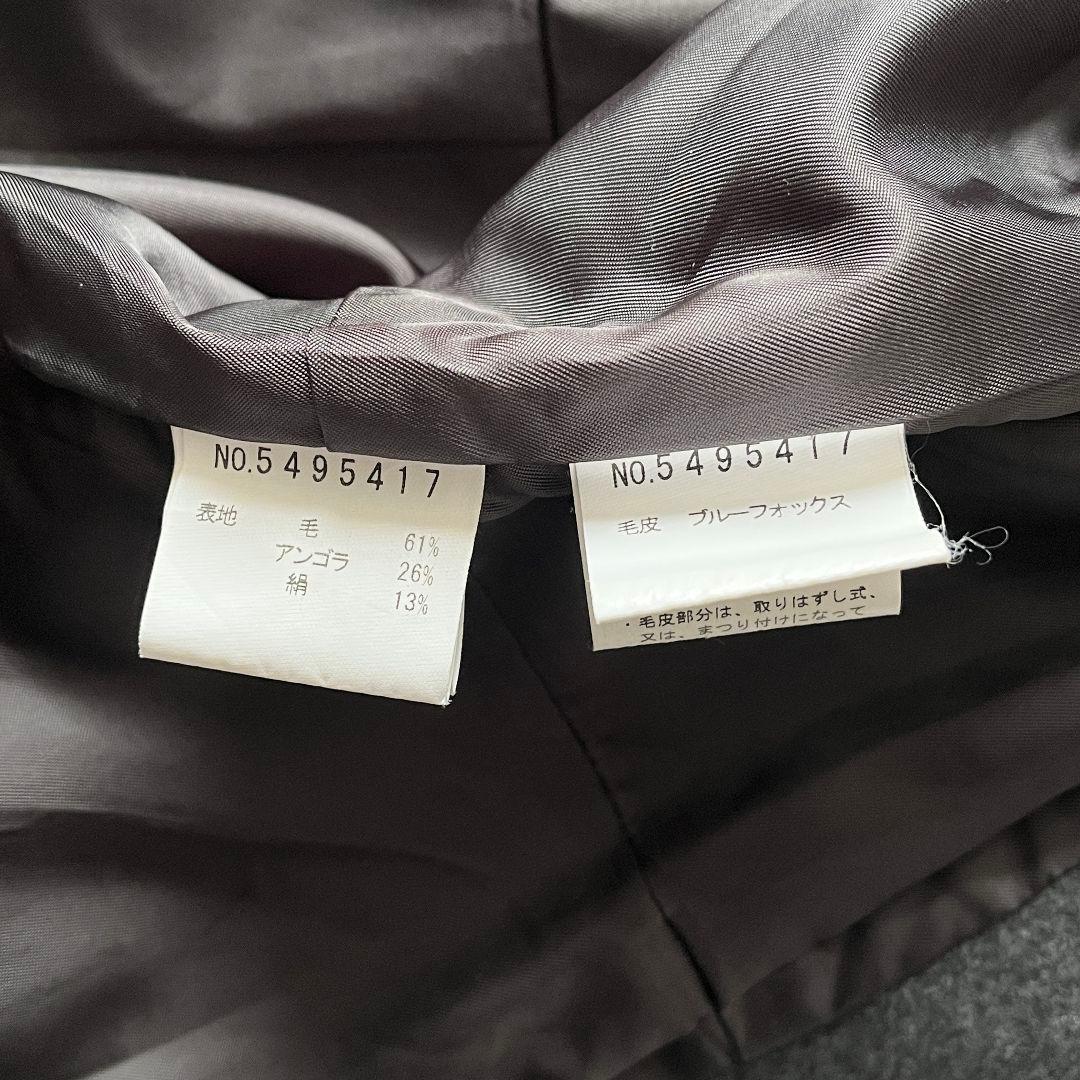 NO.5495417
表地 毛 61%
アンゴラ 26%
絹 13%
NO.5495417
毛皮 ブルーフォックス
・毛皮部分は、取りはずし式、
又は、まつり付けになって